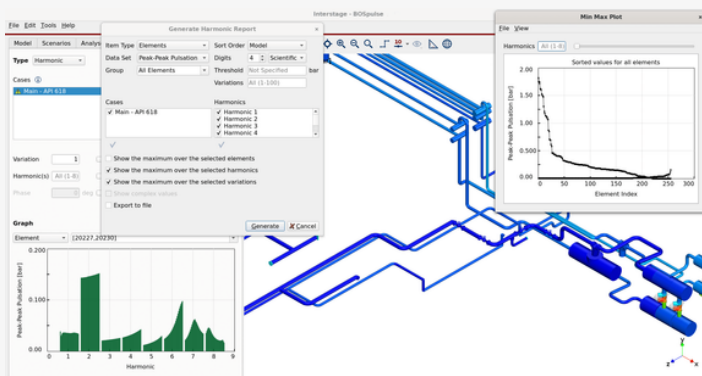 Interstage - BOSpulse
File Edit Tools Help
Model Scenarios Analys
Type Harmonic
Cases
Main - API 618
Variation 1
Harmonic(s) All (1-8)
Phase 0 deg
Graph
Element [20227,20230]
Peak-Peak Pulsation [bar]
0.200
0.100
0.00
0 1 2 3 4 5 6 7 8 9
Harmonic
Generate Harmonic Report
Item Type Elements Sort Order Model
Data Set Peak-Peak Pulsation Digits 4 Scientific
Group All Elements Threshold Not Specified bar
Variations All (1-100)
Cases Harmonics
Main - API 618 Harmonic 1
Harmonic 2
Harmonic 3
Harmonic 4
Show the maximum over the selected elements
Show the maximum over the selected harmonics
Show the maximum over the selected variations
Show complex values
Export to file
Generate Cancel
Min Max Plot
File View
Harmonics All (1-8)
Sorted values for all elements
Peak-Peak Pulsation [bar]
2.00
1.50
1.00
0.50
0.00
0 50 100 150 200 250 300
Element Index
y
z x